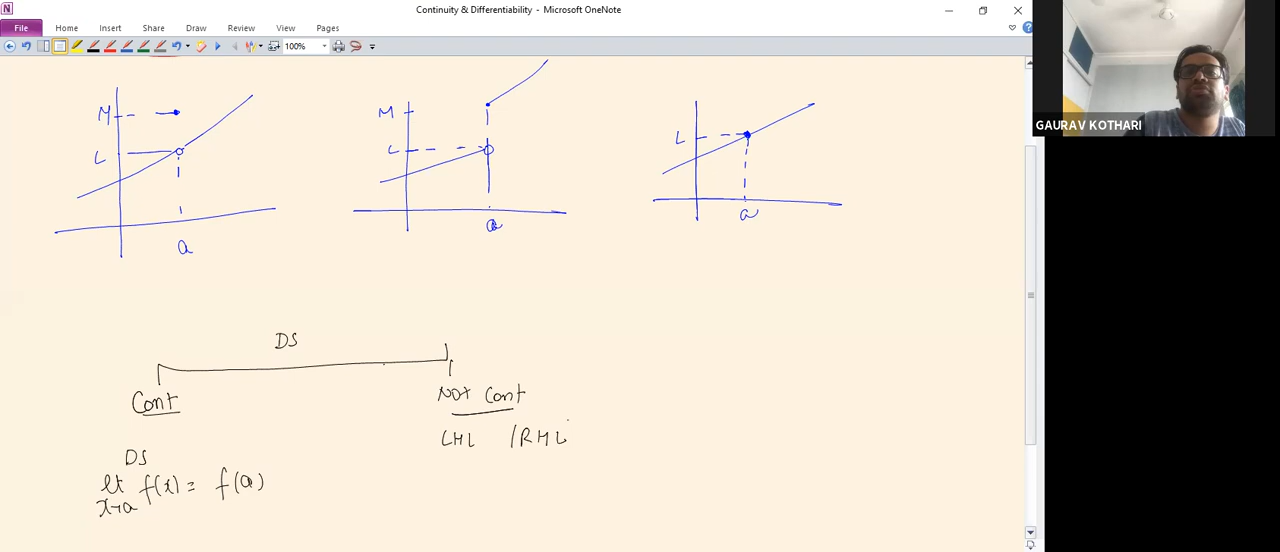 Continuity & Differentiability - Microsoft OneNote
File Home Insert Share Draw Review View Pages
100%
GAURAV KOTHARI
M
L
a
M
L
a
L
a
DS
Cont
Not Cont
LHL /RHL
DS
lt f(x) = f(a)
x→a